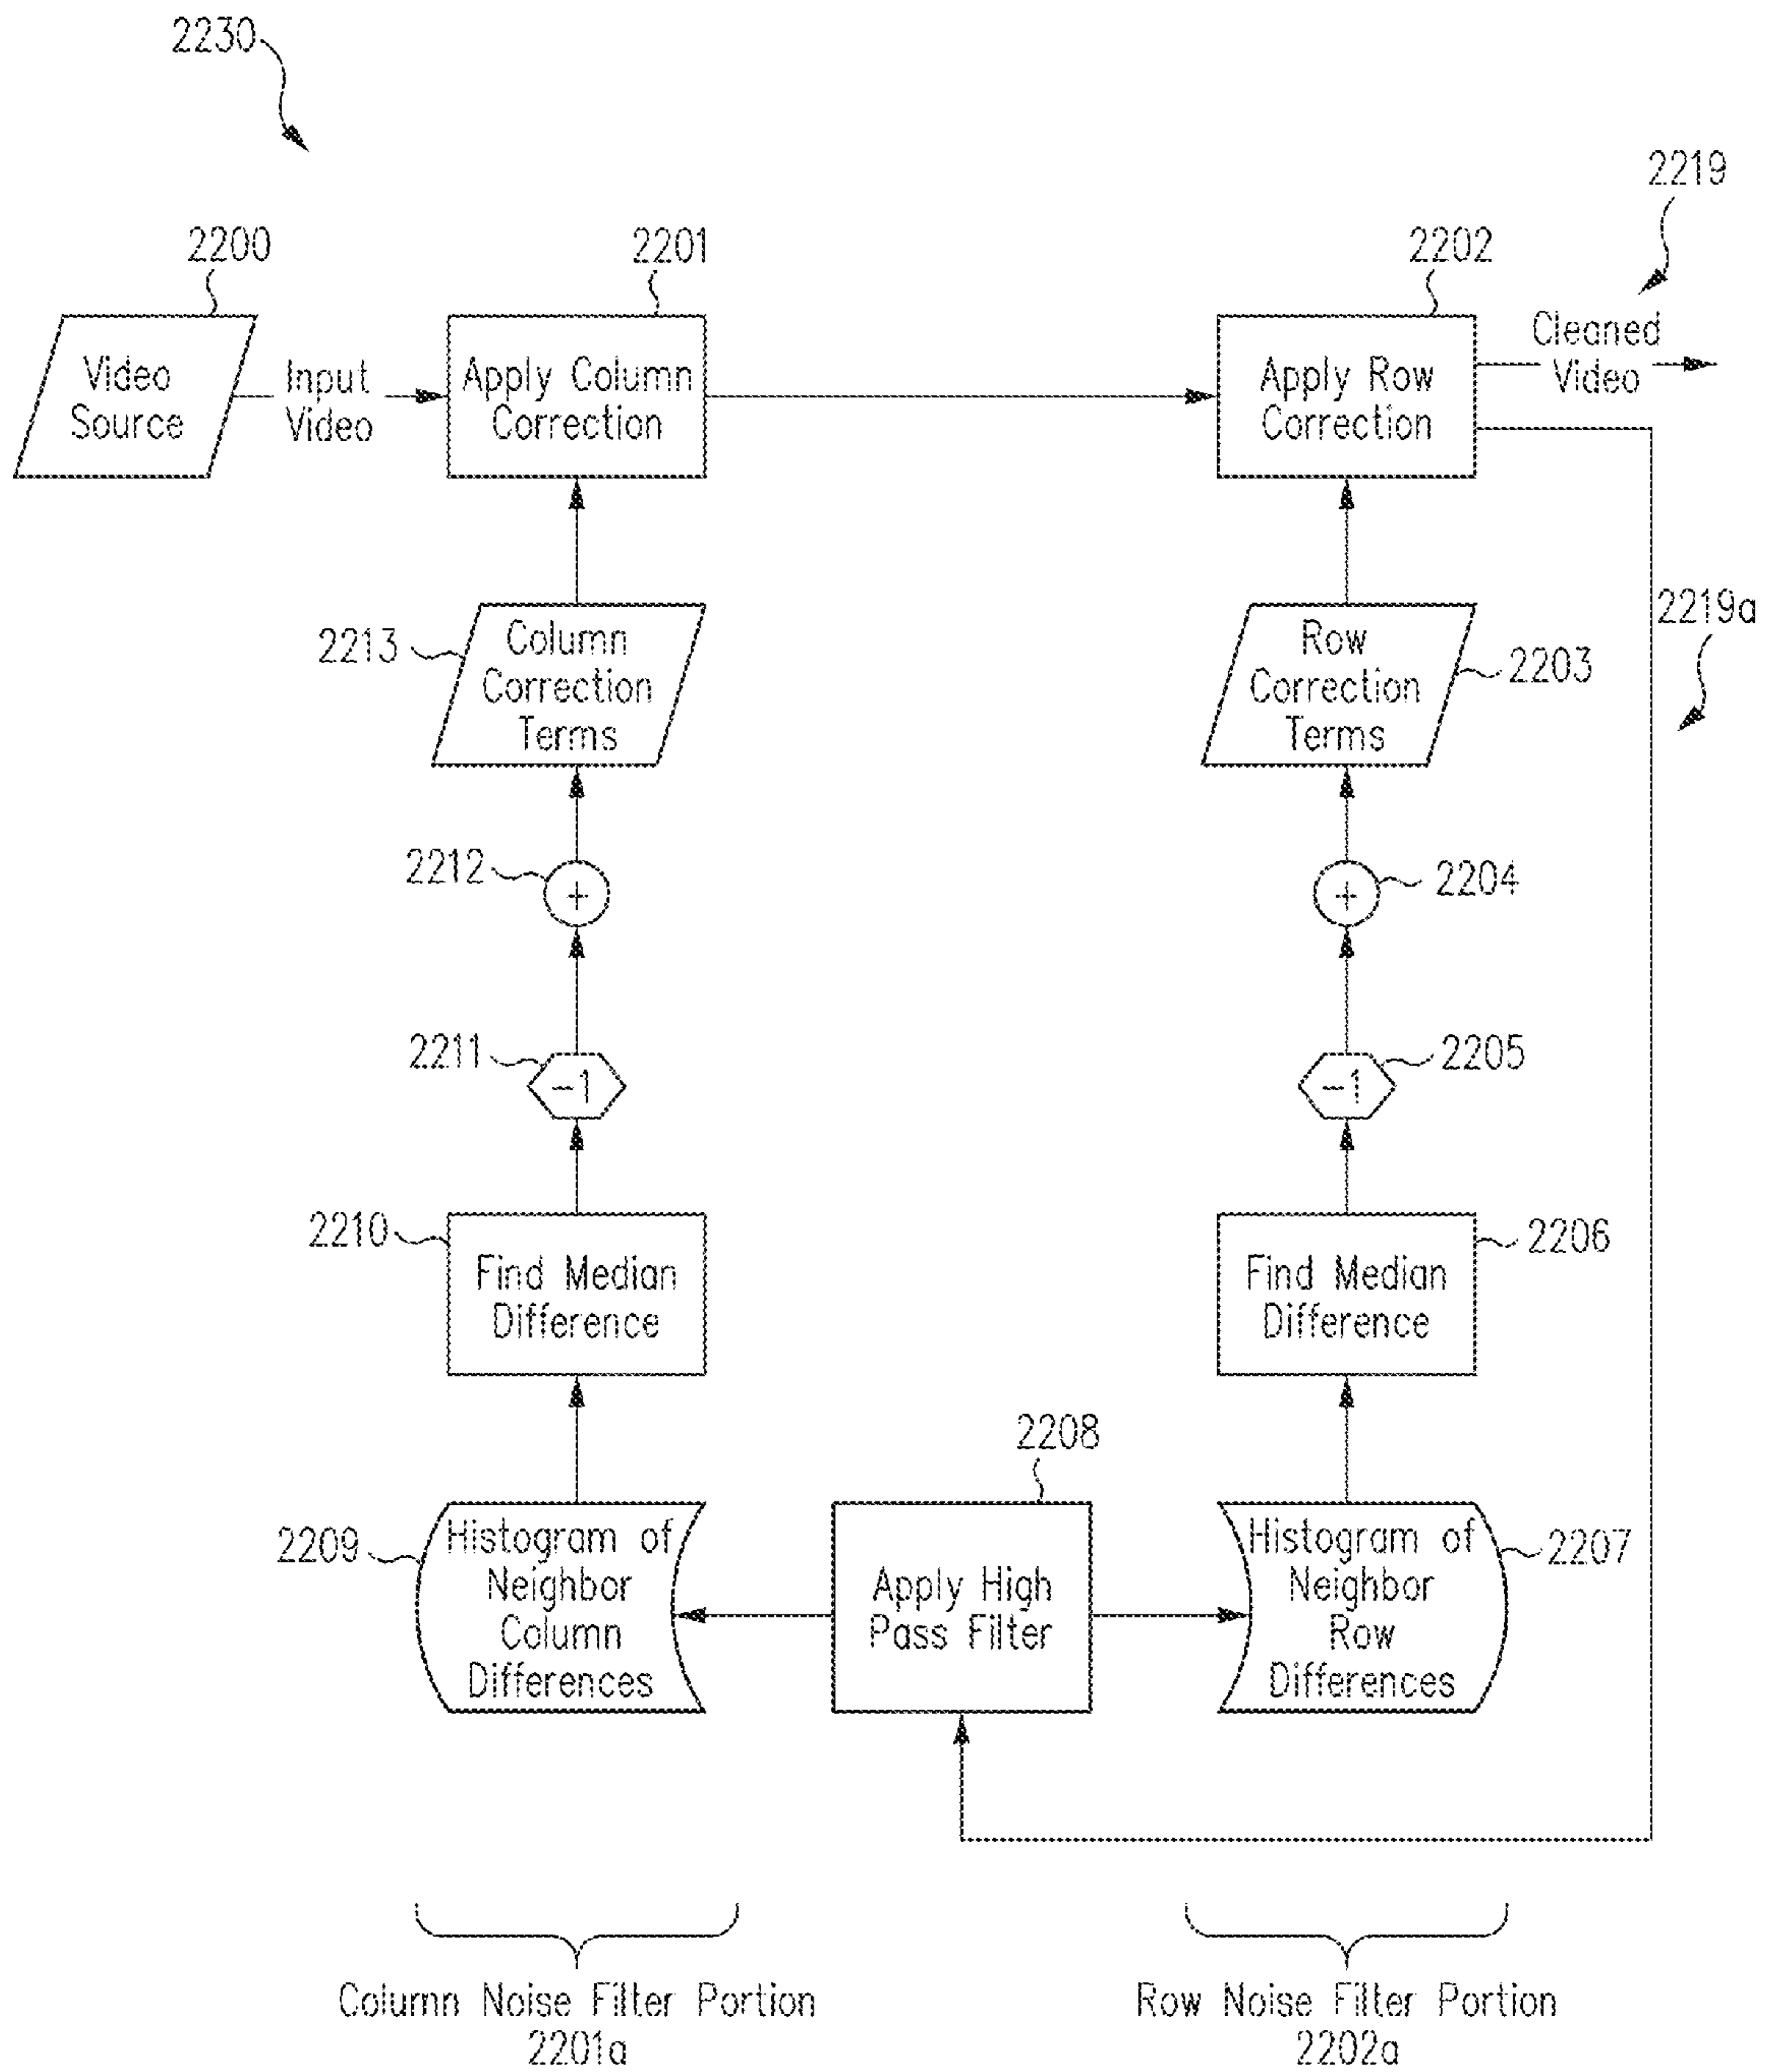 2230
2219
2200
2201
2202
Video
Source
Input
Video
Apply Column
Correction
Apply Row
Correction
Cleaned
Video
2219a
2213
Column
Correction
Terms
Row
Correction
Terms
2203
2212
+
+
2204
2211
-1
-1
2205
2210
Find Median
Difference
Find Median
Difference
2206
2208
2209
Histogram of
Neighbor
Column
Differences
Apply High
Pass Filter
Histogram of
Neighbor
Row
Differences
2207
Column Noise Filter Portion
2201a
Row Noise Filter Portion
2202a